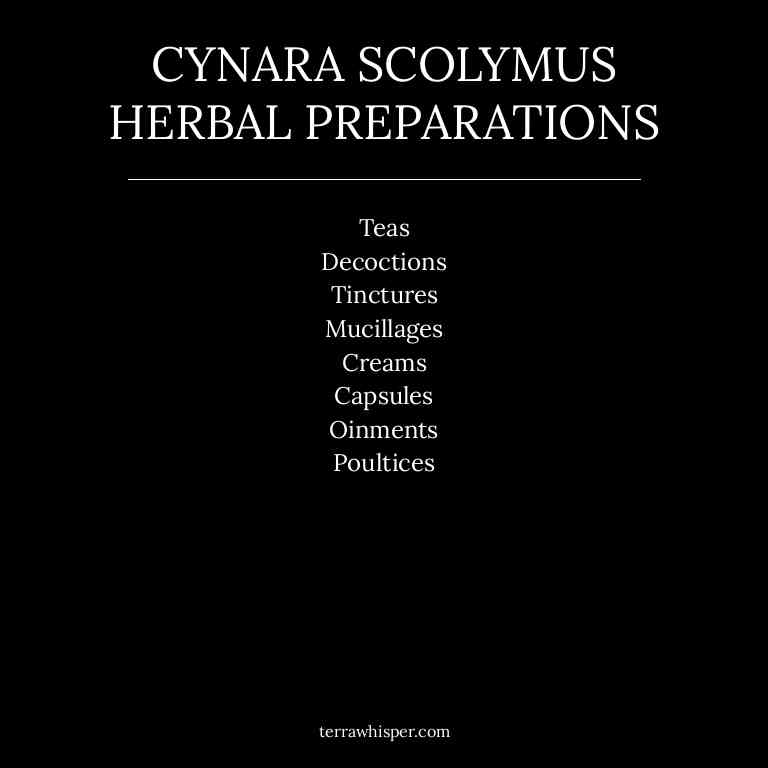 CYNARA SCOLYMUS
HERBAL PREPARATIONS
Teas
Decoctions
Tinctures
Mucillages
Creams
Capsules
Oinments
Poultices
terrawhisper.com